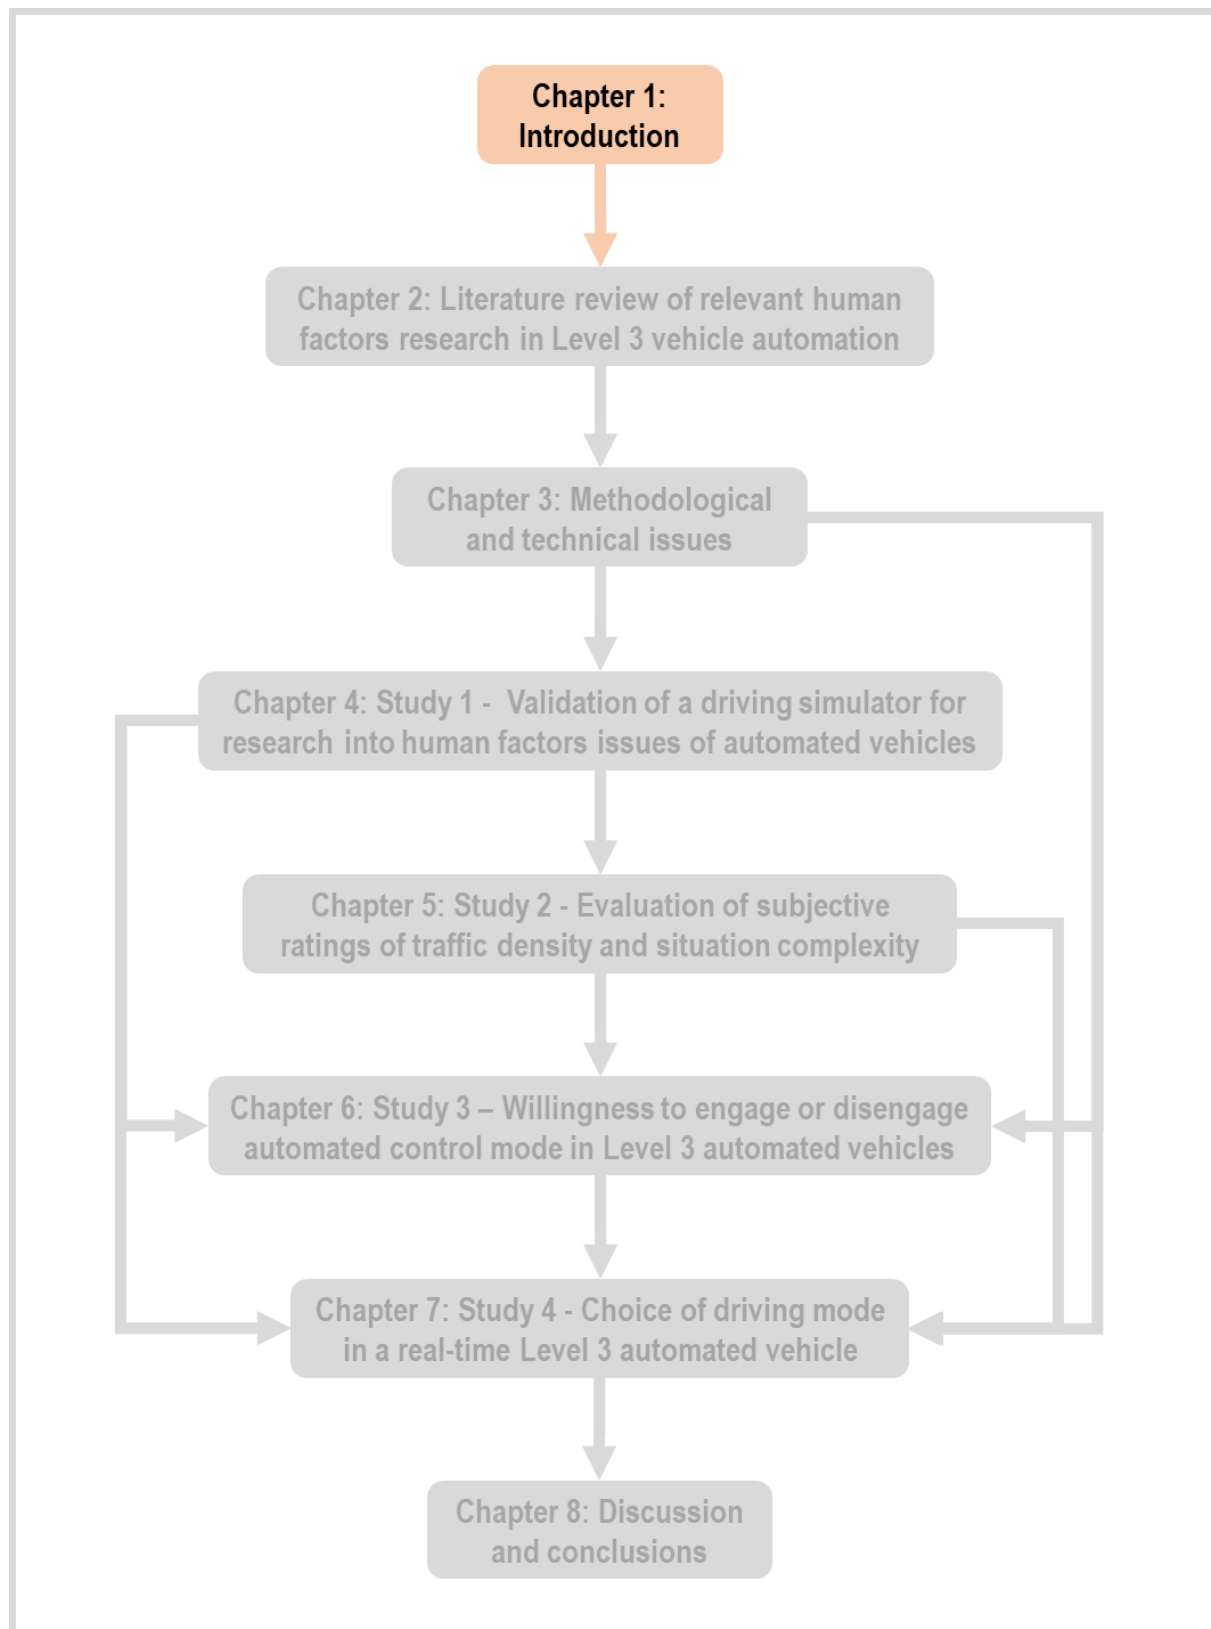 Chapter 1:
Introduction
Chapter 2: Literature review of relevant human
factors research in Level 3 vehicle automation
Chapter 3: Methodological
and technical issues
Chapter 4: Study 1 -  Validation of a driving simulator for
research into human factors issues of automated vehicles
Chapter 5: Study 2 - Evaluation of subjective
ratings of traffic density and situation complexity
Chapter 6: Study 3 – Willingness to engage or disengage
automated control mode in Level 3 automated vehicles
Chapter 7: Study 4 - Choice of driving mode
in a real-time Level 3 automated vehicle
Chapter 8: Discussion
and conclusions